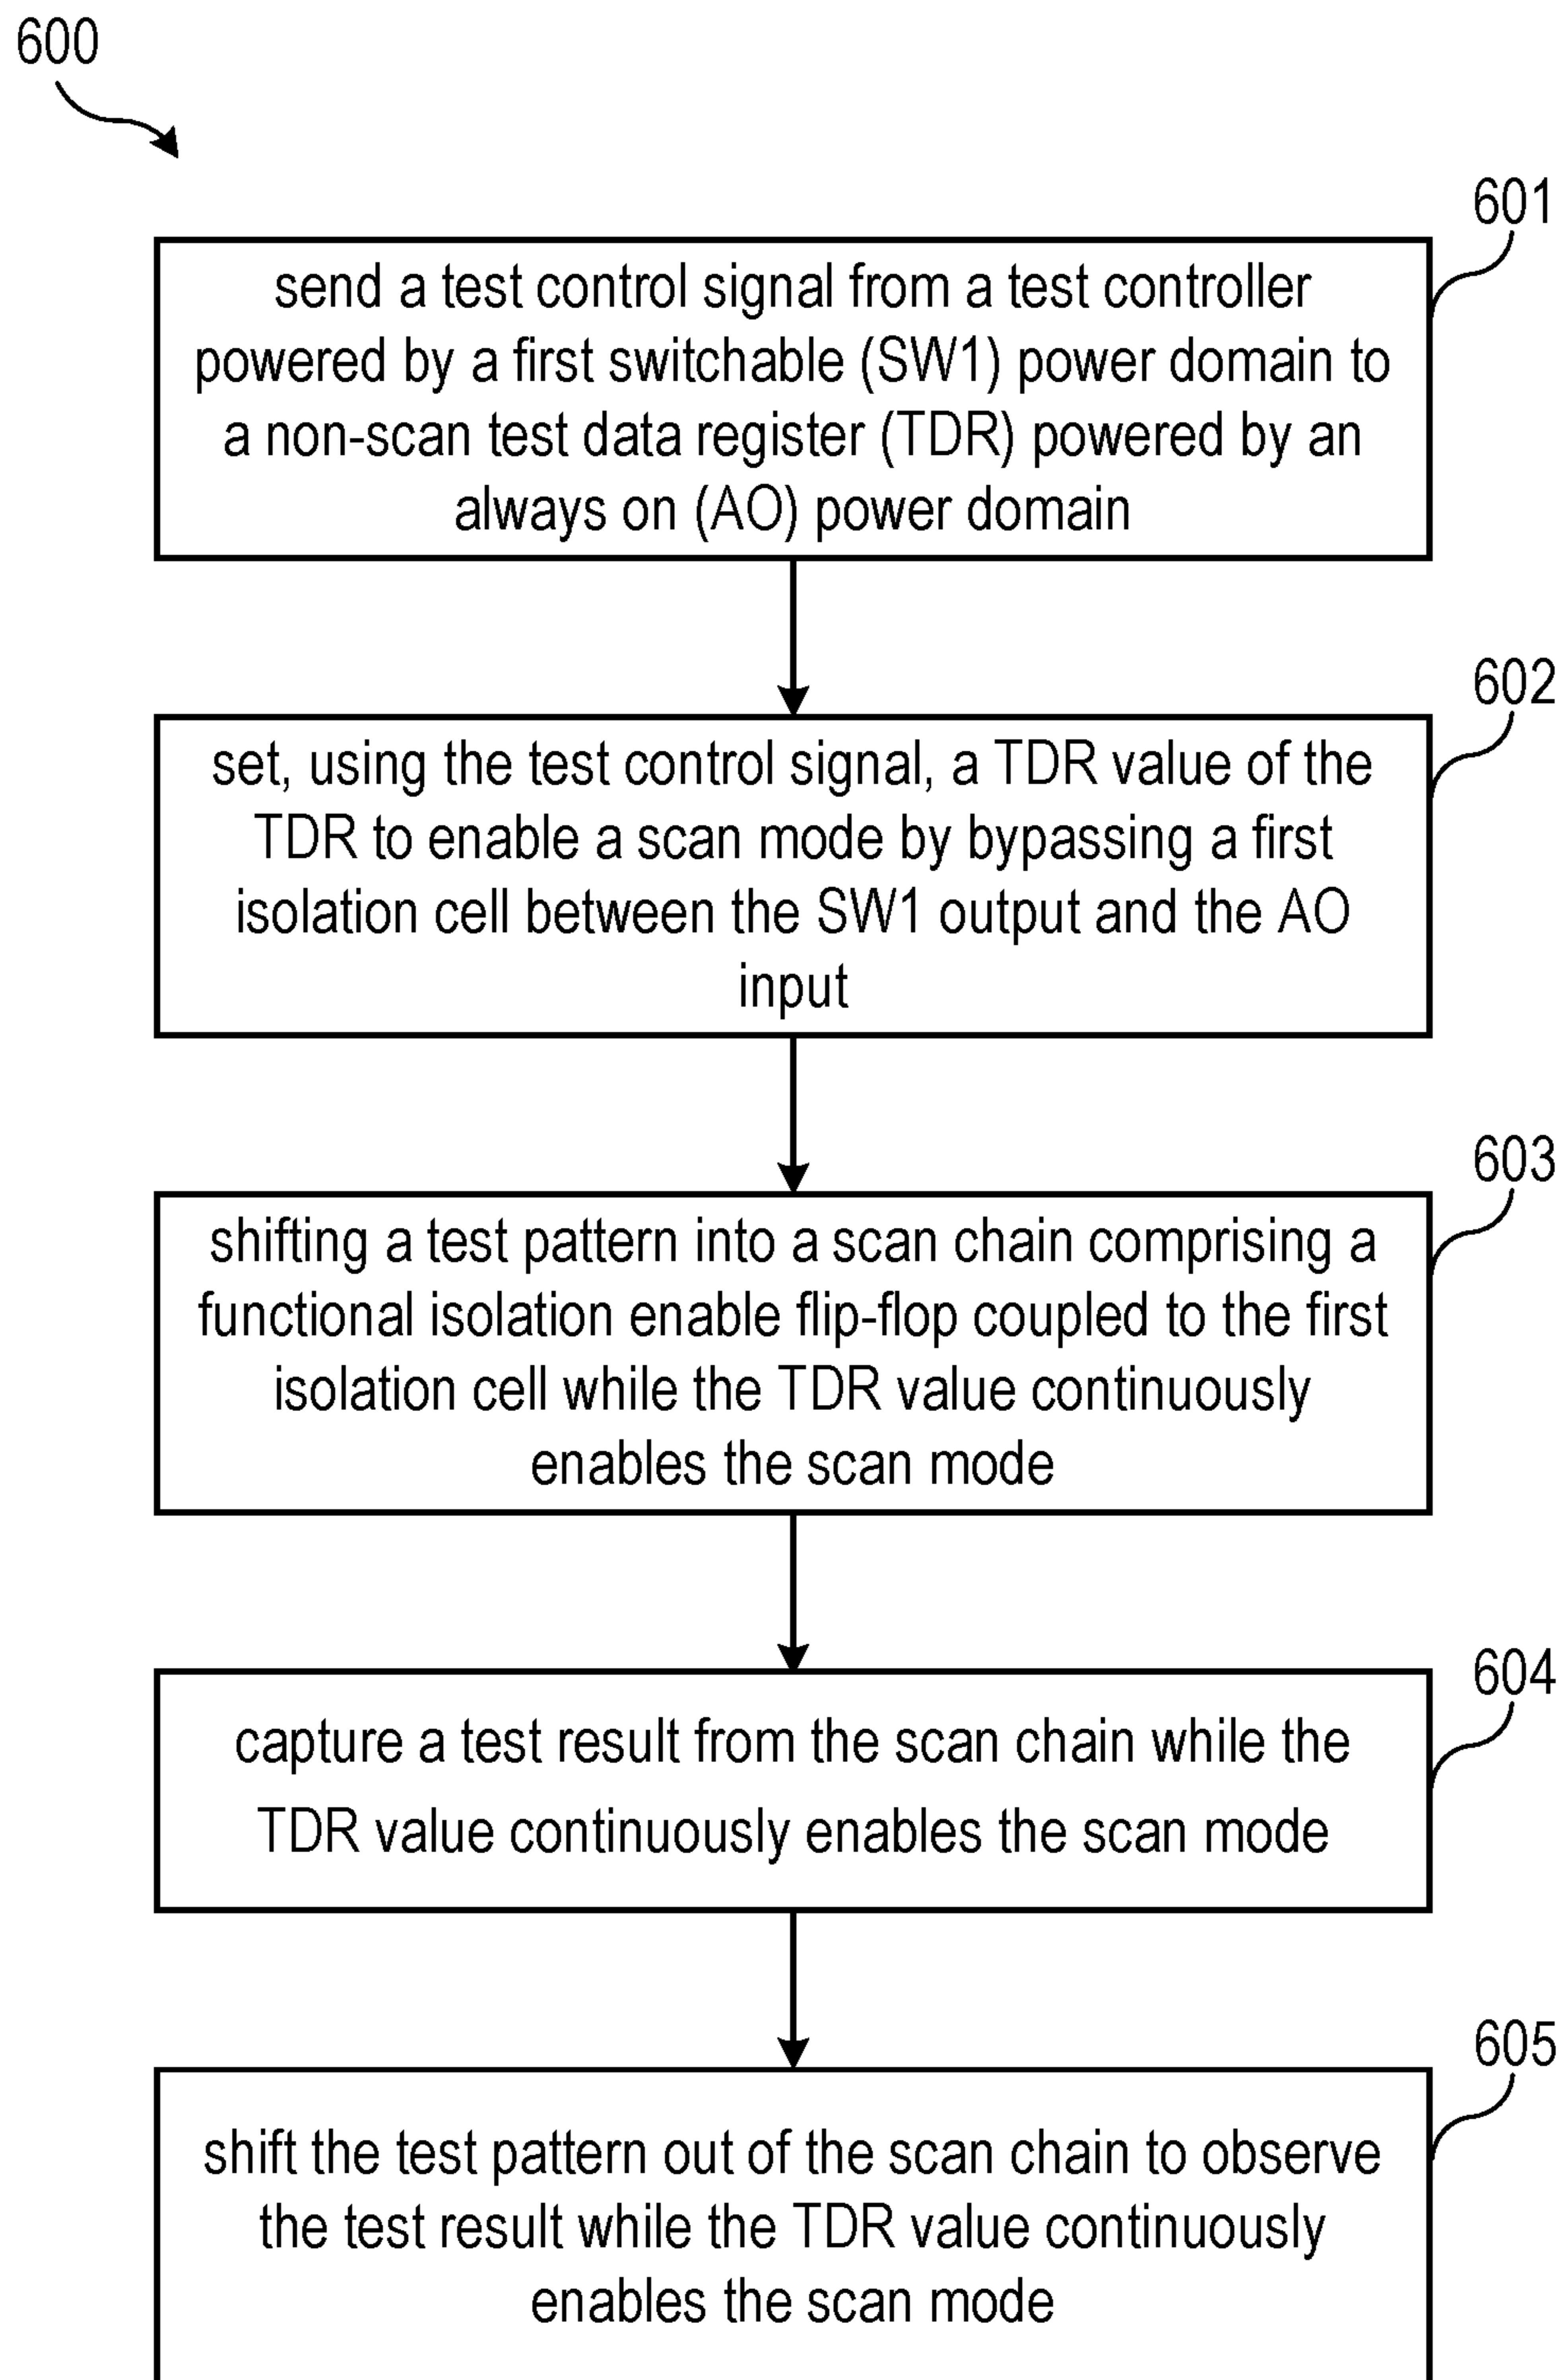 600
601
send a test control signal from a test controller
powered by a first switchable (SW1) power domain to
a non-scan test data register (TDR) powered by an
always on (AO) power domain
602
set, using the test control signal, a TDR value of the
TDR to enable a scan mode by bypassing a first
isolation cell between the SW1 output and the AO
input
603
shifting a test pattern into a scan chain comprising a
functional isolation enable flip-flop coupled to the first
isolation cell while the TDR value continuously
enables the scan mode
604
capture a test result from the scan chain while the
TDR value continuously enables the scan mode
605
shift the test pattern out of the scan chain to observe
the test result while the TDR value continuously
enables the scan mode